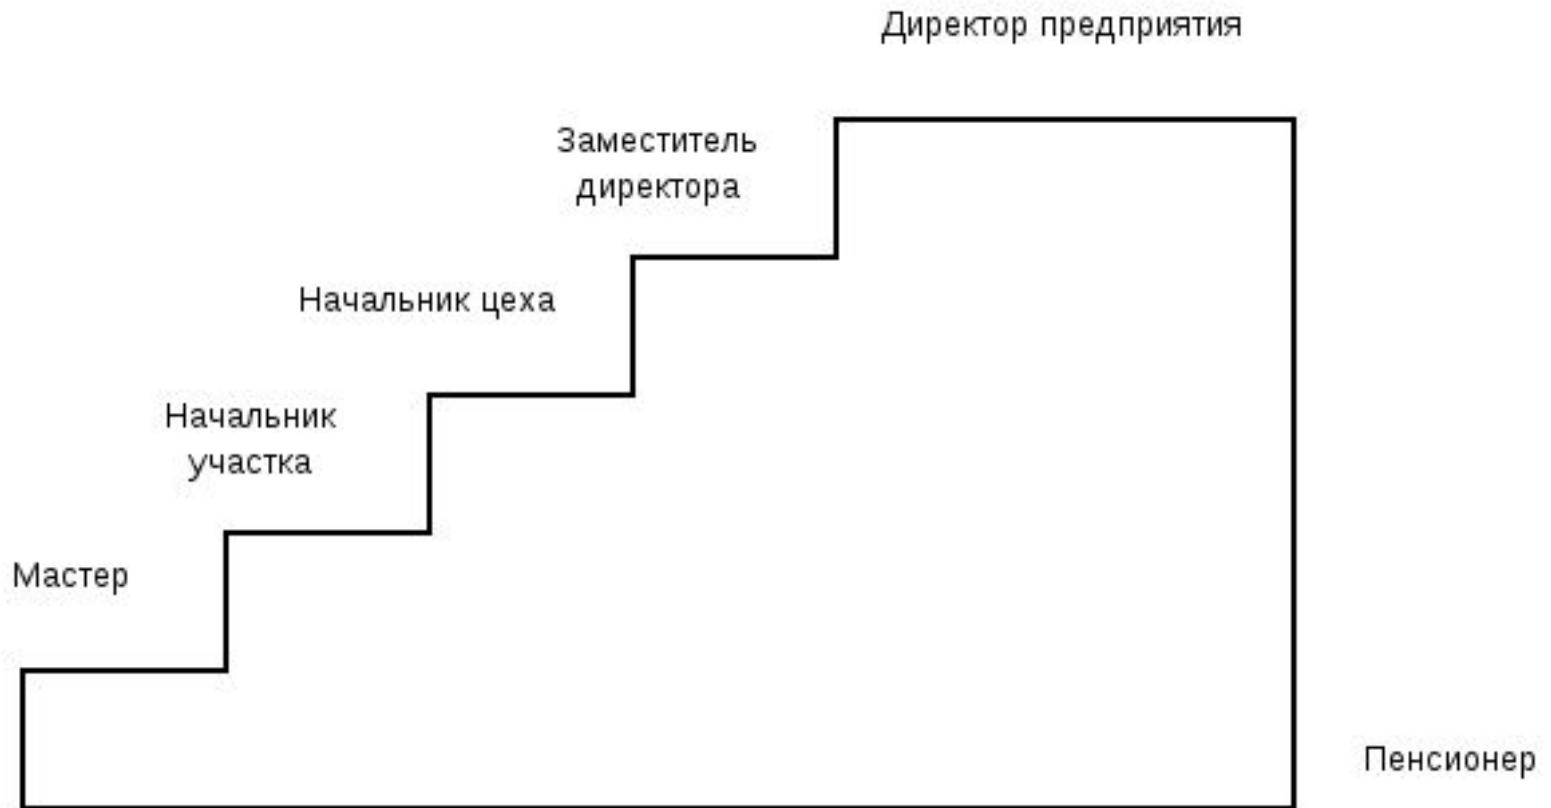 Директор предприятия
Заместитель
директора
Начальник цеха
Начальник
участка
Мастер
Пенсионер